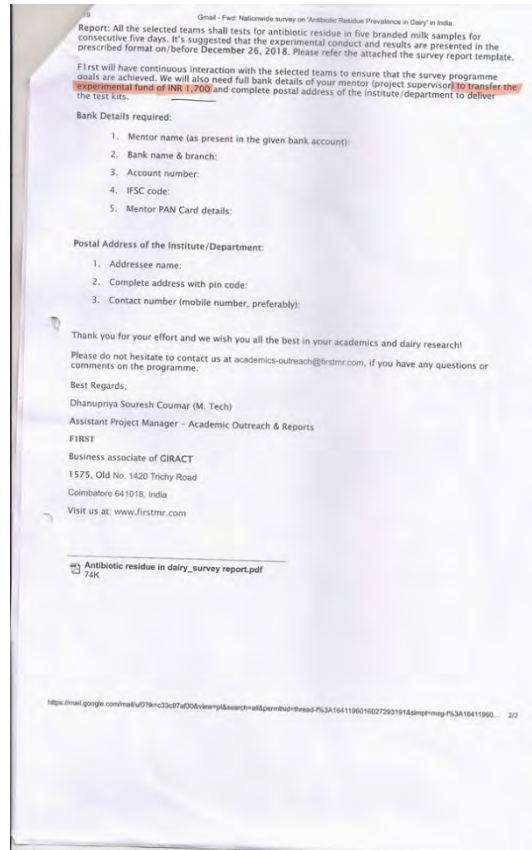 Gmail - Fwd: Nationwide survey on 'Antibiotic Residue Prevalence in Dairy' in India
Report: All the selected teams shall tests for antibiotic residue in five branded milk samples for
consecutive five days. It's suggested that the experimental conduct and results are presented in the
prescribed format on/before December 26, 2018. Please refer the attached the survey report template.
FIrst will have continuous interaction with the selected teams to ensure that the survey programme
goals are achieved. We will also need full bank details of your mentor (project supervisor) to transfer the
experimental fund of INR 1,700 and complete postal address of the institute/department to deliver
the test kits.
Bank Details required:
1. Mentor name (as present in the given bank account):
2. Bank name & branch:
3. Account number:
4. IFSC code:
5. Mentor PAN Card details:
Postal Address of the Institute/Department:
1. Addressee name:
2. Complete address with pin code:
3. Contact number (mobile number, preferably):
Thank you for your effort and we wish you all the best in your academics and dairy research!
Please do not hesitate to contact us at academics-outreach@firstmr.com, if you have any questions or
comments on the programme.
Best Regards,
Dhanupriya Souresh Coumar (M. Tech)
Assistant Project Manager – Academic Outreach & Reports
FIRST
Business associate of GIRACT
1575, Old No. 1420 Trichy Road
Coimbatore 641018, India
Visit us at: www.firstmr.com
Antibiotic residue in dairy_survey report.pdf
74K
2/2